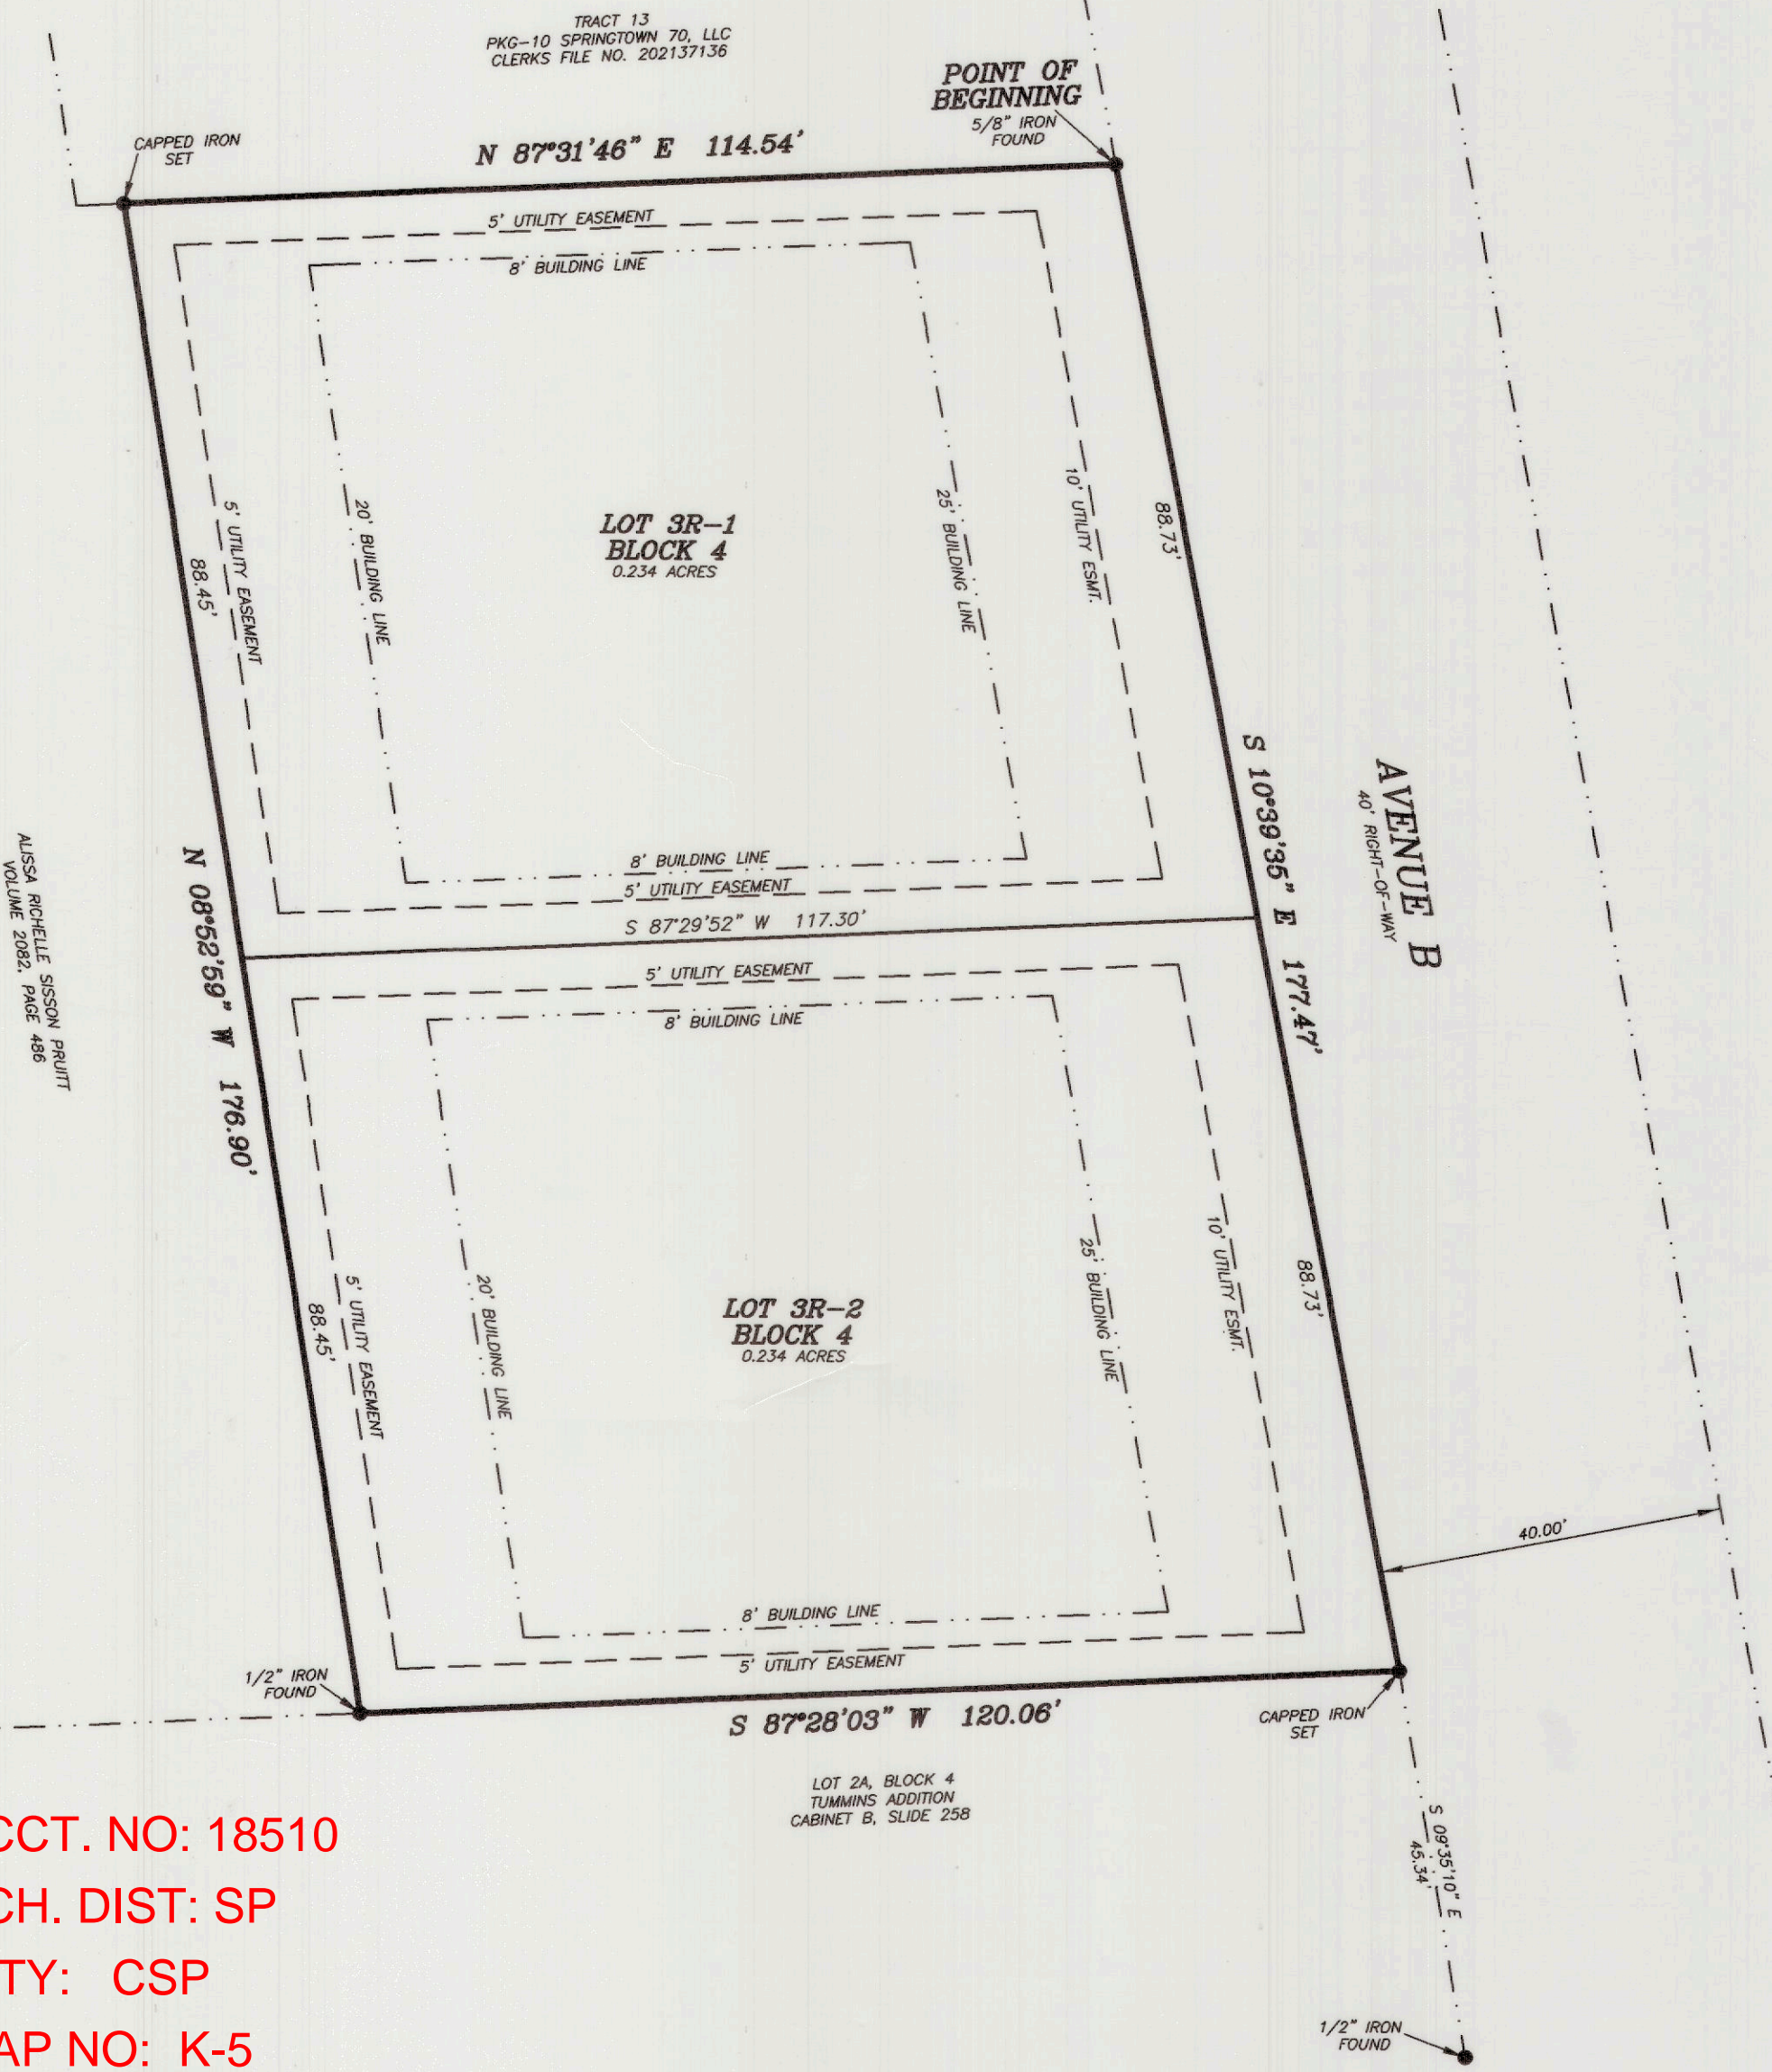 TRACT 13
PKG-10 SPRINGTOWN 70, LLC
CLERKS FILE NO. 202137136
POINT OF
BEGINNING
5/8" IRON
FOUND
CAPPED IRON
SET
N 87°31'46" E 114.54'
5' UTILITY EASEMENT
8' BUILDING LINE
5' UTILITY EASEMENT
88.45'
20' BUILDING LINE
LOT 3R-1
BLOCK 4
0.234 ACRES
25' BUILDING LINE
10' UTILITY ESMT.
88.73'
S 10°39'35" E 177.47'
AVENUE B
40' RIGHT-OF-WAY
8' BUILDING LINE
5' UTILITY EASEMENT
S 87°29'52" W 117.30'
N 08°52'59" W 176.90'
ALISSA RICHELLE SISSON PRUITT
VOLUME 2082, PAGE 486
5' UTILITY EASEMENT
8' BUILDING LINE
5' UTILITY EASEMENT
88.45'
20' BUILDING LINE
LOT 3R-2
BLOCK 4
0.234 ACRES
25' BUILDING LINE
10' UTILITY ESMT.
88.73'
40.00'
8' BUILDING LINE
5' UTILITY EASEMENT
1/2" IRON
FOUND
S 87°28'03" W 120.06'
CAPPED IRON
SET
LOT 2A, BLOCK 4
TUMMINS ADDITION
CABINET B, SLIDE 258
S 09°35'10" E
45.34'
1/2" IRON
FOUND
CCT. NO: 18510
CH. DIST: SP
TY: CSP
AP NO: K-5